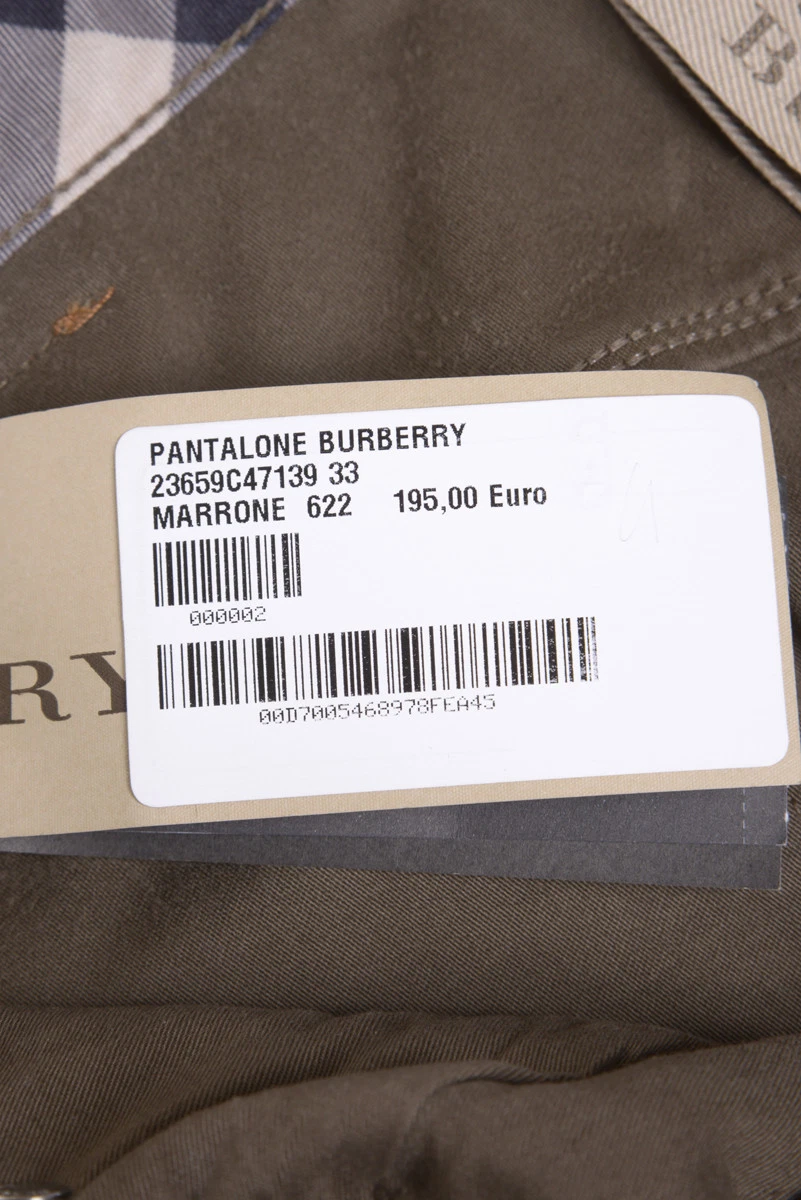 B
PANTALONE BURBERRY
23659C47139 33
MARRONE 622 195,00 Euro
000002
RY
00D7005468978FEA45